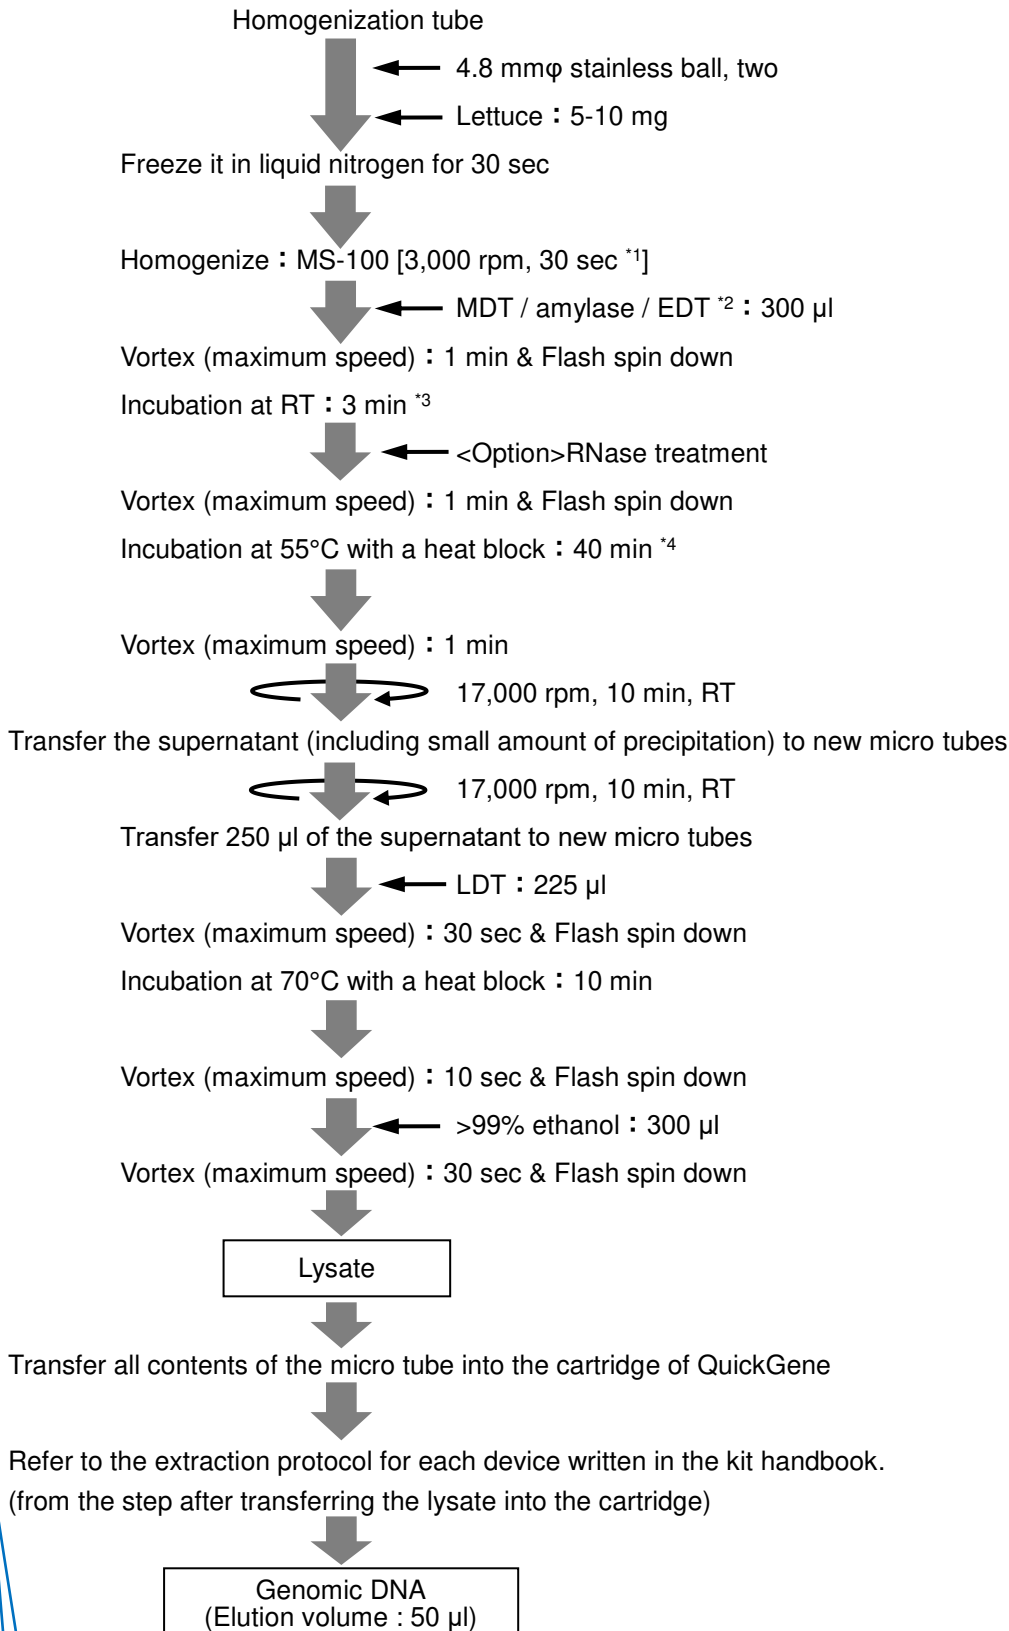 Homogenization tube
4.8 mmφ stainless ball, two
Lettuce：5-10 mg
Freeze it in liquid nitrogen for 30 sec
Homogenize：MS-100 [3,000 rpm, 30 sec *1]
MDT / amylase / EDT *2：300 µl
Vortex (maximum speed)：1 min & Flash spin down
Incubation at RT：3 min *3
<Option>RNase treatment
Vortex (maximum speed)：1 min & Flash spin down
Incubation at 55°C with a heat block：40 min *4
Vortex (maximum speed)：1 min
17,000 rpm, 10 min, RT
Transfer the supernatant (including small amount of precipitation) to new micro tubes
17,000 rpm, 10 min, RT
Transfer 250 µl of the supernatant to new micro tubes
LDT：225 µl
Vortex (maximum speed)：30 sec & Flash spin down
Incubation at 70°C with a heat block：10 min
Vortex (maximum speed)：10 sec & Flash spin down
>99% ethanol：300 µl
Vortex (maximum speed)：30 sec & Flash spin down
Lysate
Transfer all contents of the micro tube into the cartridge of QuickGene
Refer to the extraction protocol for each device written in the kit handbook.
(from the step after transferring the lysate into the cartridge)
Genomic DNA
(Elution volume : 50 µl)